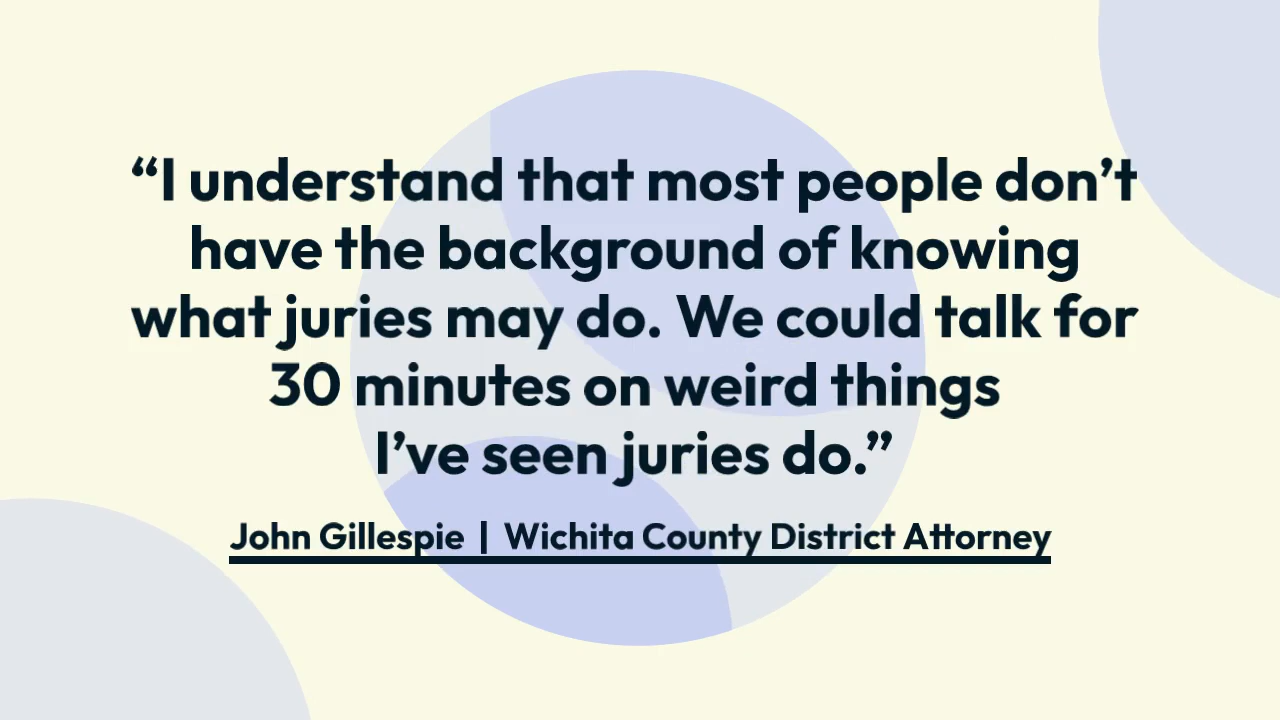 “I understand that most people don’t
have the background of knowing
what juries may do. We could talk for
30 minutes on weird things
I’ve seen juries do.”
John Gillespie | Wichita County District Attorney